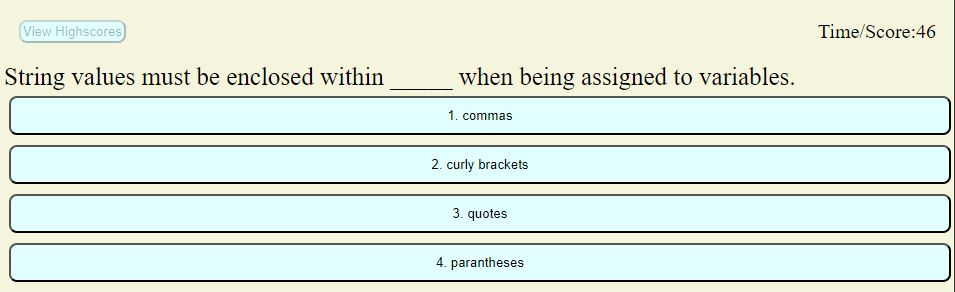 View Highscores
Time/Score:46
String values must be enclosed within _____ when being assigned to variables.
1. commas
2. curly brackets
3. quotes
4. parantheses